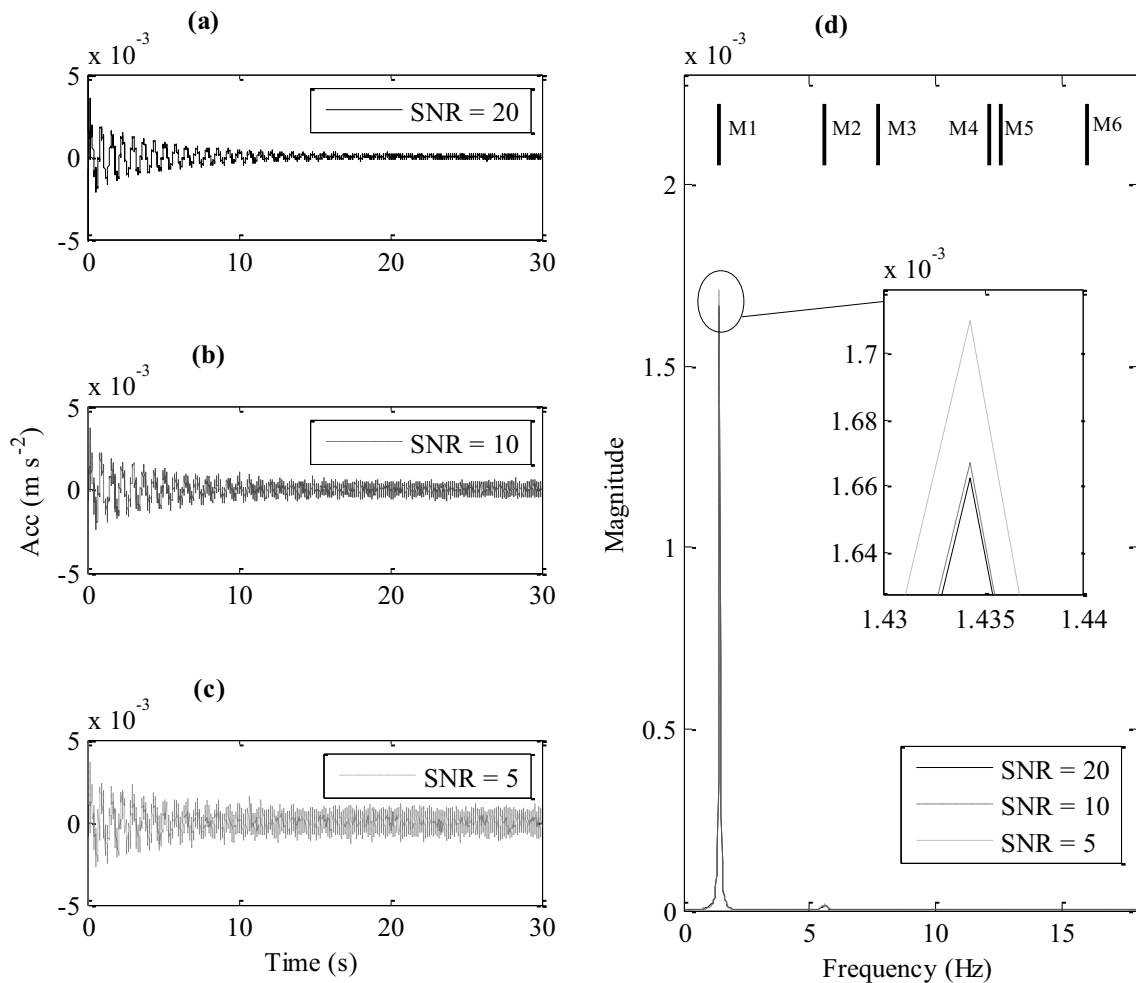 (a)
x 10-3
5
0
-5
SNR = 20
0 10 20 30
(b)
x 10-3
5
0
-5
SNR = 10
0 10 20 30
Acc (m s-2)
(c)
x 10-3
5
0
-5
SNR = 5
0 10 20 30
Time (s)
(d)
x 10-3
M1 M2 M3 M4 M5 M6
2
1.5
1
0.5
0
Magnitude
x 10-3
1.7
1.68
1.66
1.64
1.43 1.435 1.44
SNR = 20
SNR = 10
SNR = 5
0 5 10 15
Frequency (Hz)